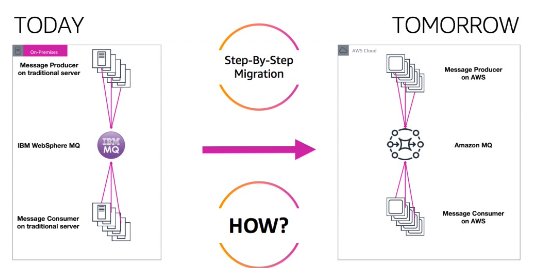 TODAY
TOMORROW
On-Premises
Message Producer
on traditional server
IBM WebSphere MQ
IBM
MQ
Message Consumer
on traditional server
Step-By-Step
Migration
HOW?
AWS Cloud
Message Producer
on AWS
Amazon MQ
Message Consumer
on AWS